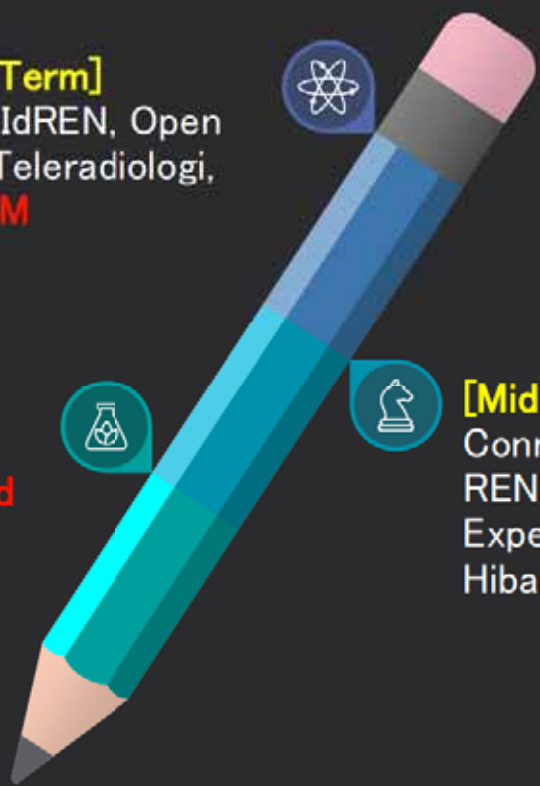 Term]
IdREN, Open
Teleradiologi,
M
d
[Mid
Conn
REN
Expe
Hiba